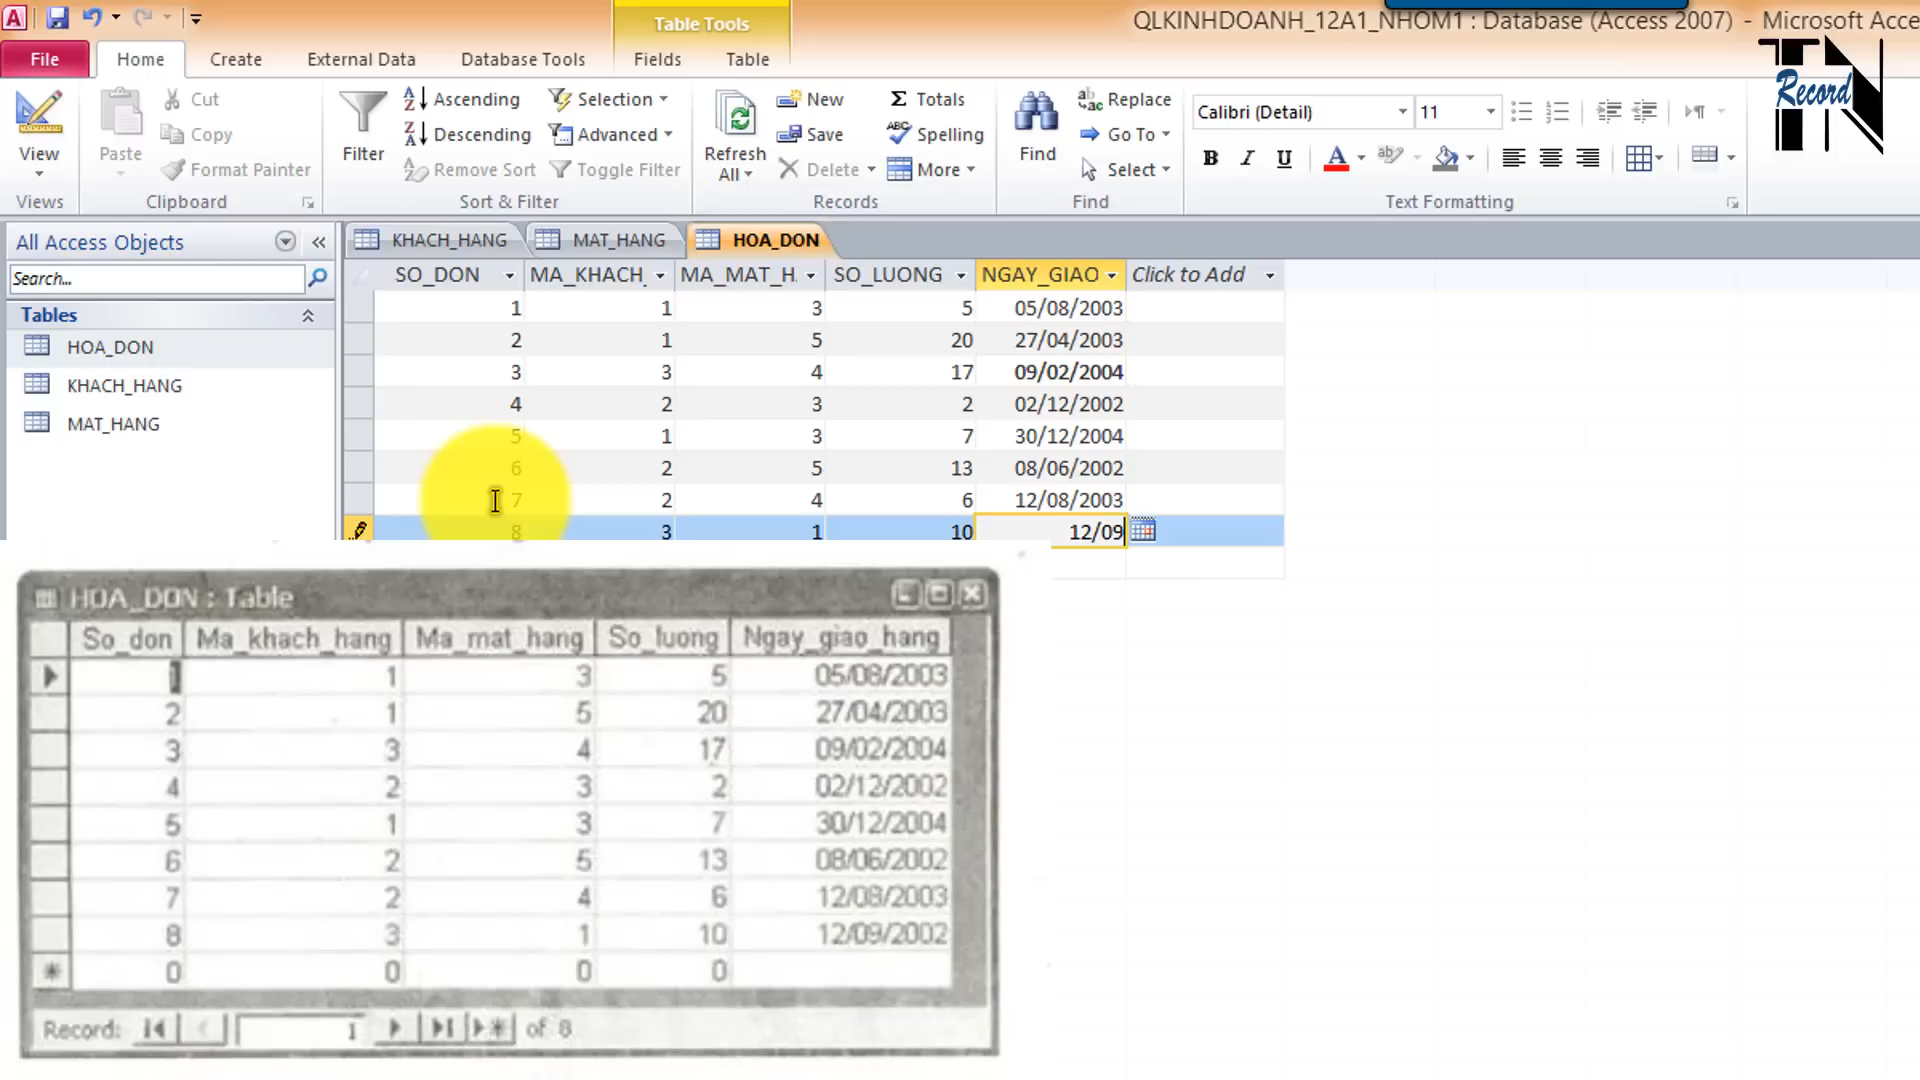 Table Tools
QLKINHDOANH_12A1_NHOM1 : Database (Access 2007) - Microsoft Acce
File Home Create External Data Database Tools Fields Table
TN
Record
View
Views
Paste
Cut
Copy
Format Painter
Clipboard
Filter
Ascending
Descending
Remove Sort
Selection
Advanced
Toggle Filter
Sort & Filter
Refresh
All
New
Save
Delete
Totals
Spelling
More
Records
Find
Replace
Go To
Select
Find
Calibri (Detail) 11
B I U A
Text Formatting
All Access Objects
Search...
Tables
HOA_DON
KHACH_HANG
MAT_HANG
KHACH_HANG MAT_HANG HOA_DON
SO_DON MA_KHACH_ MA_MAT_H. SO_LUONG NGAY_GIAO Click to Add
1 1 3 5 05/08/2003
2 1 5 20 27/04/2003
3 3 4 17 09/02/2004
4 2 3 2 02/12/2002
5 1 3 7 30/12/2004
6 2 5 13 08/06/2002
7 2 4 6 12/08/2003
8 3 1 10 12/09
HOA_DON : Table
So_don Ma_khach_hang Ma_mat_hang So_luong Ngay_giao_hang
1 1 3 5 05/08/2003
2 1 5 20 27/04/2003
3 3 4 17 09/02/2004
4 2 3 2 02/12/2002
5 1 3 7 30/12/2004
6 2 5 13 08/06/2002
7 2 4 6 12/08/2003
8 3 1 10 12/09/2002
0 0 0 0
Record: 1 of 8